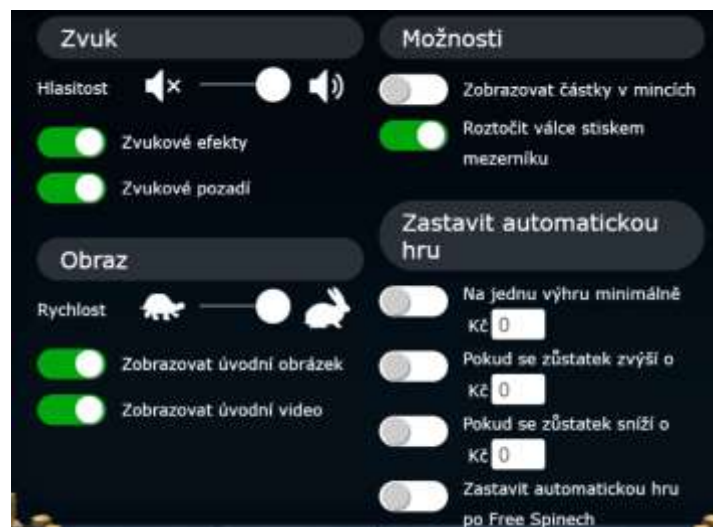 Zvuk
Hlasitost
Zvukové efekty
Zvukové pozadí
Obraz
Rychlost
Zobrazovat úvodní obrázek
Zobrazovat úvodní video
Možnosti
Zobrazovat částky v mincích
Roztočit válce stiskem
mezerníku
Zastavit automatickou
hru
Na jednu výhru minimálně
Kč 0
Pokud se zůstatek zvýší o
Kč 0
Pokud se zůstatek sníží o
Kč 0
Zastavit automatickou hru
po Free Spinech